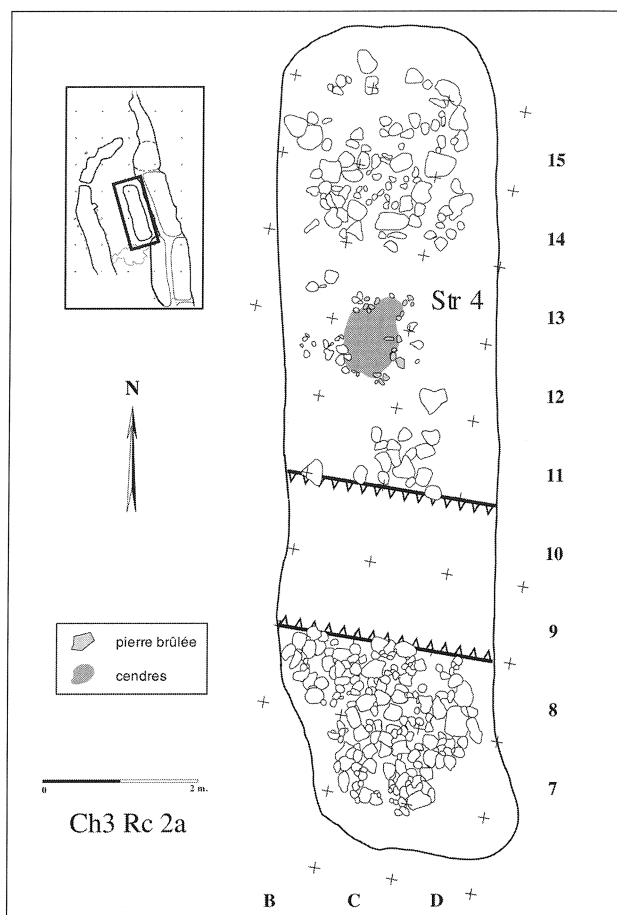 15
14
Str 4
13
N
12
11
10
9
pierre brûlée
cendres
8
7
0 2 m.
Ch3 Rc 2a
B C D